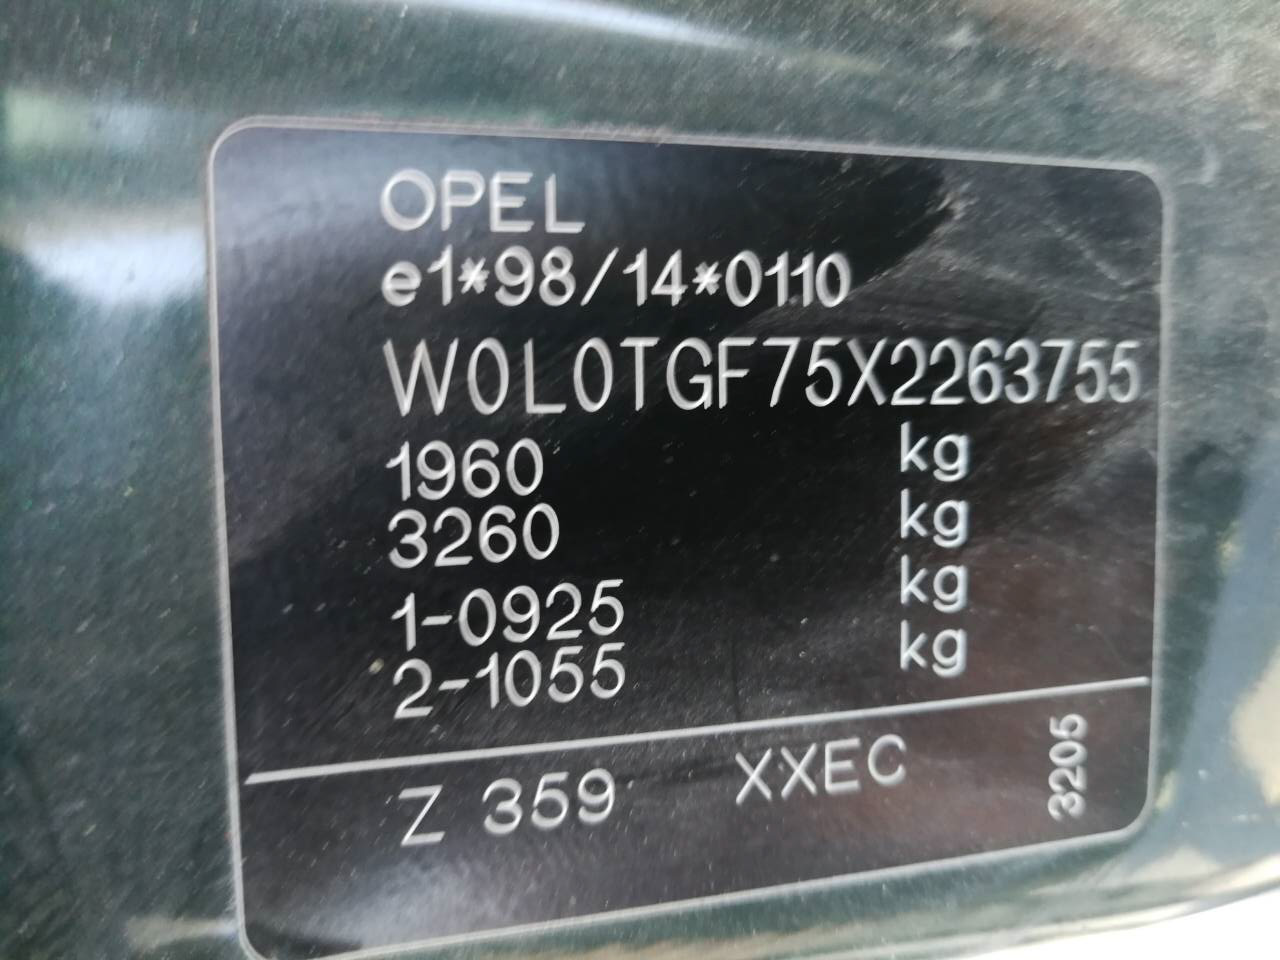 OPEL
e1*98/14*0110
W0L0TGF75X2263755
1960 kg
3260 kg
1-0925 kg
2-1055 kg
Z 359 XXEC 3205